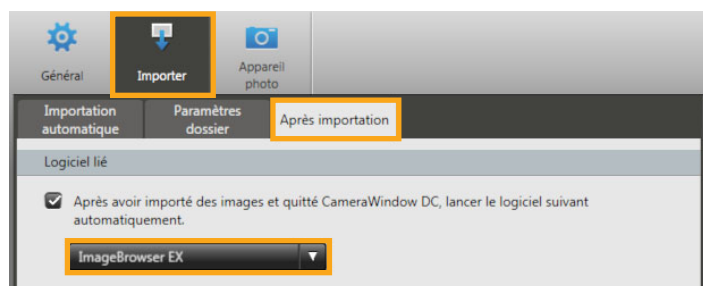 Général
Importer
Appareil
photo
Importation
automatique
Paramètres
dossier
Après importation
Logiciel lié
Après avoir importé des images et quitté CameraWindow DC, lancer le logiciel suivant
automatiquement.
ImageBrowser EX